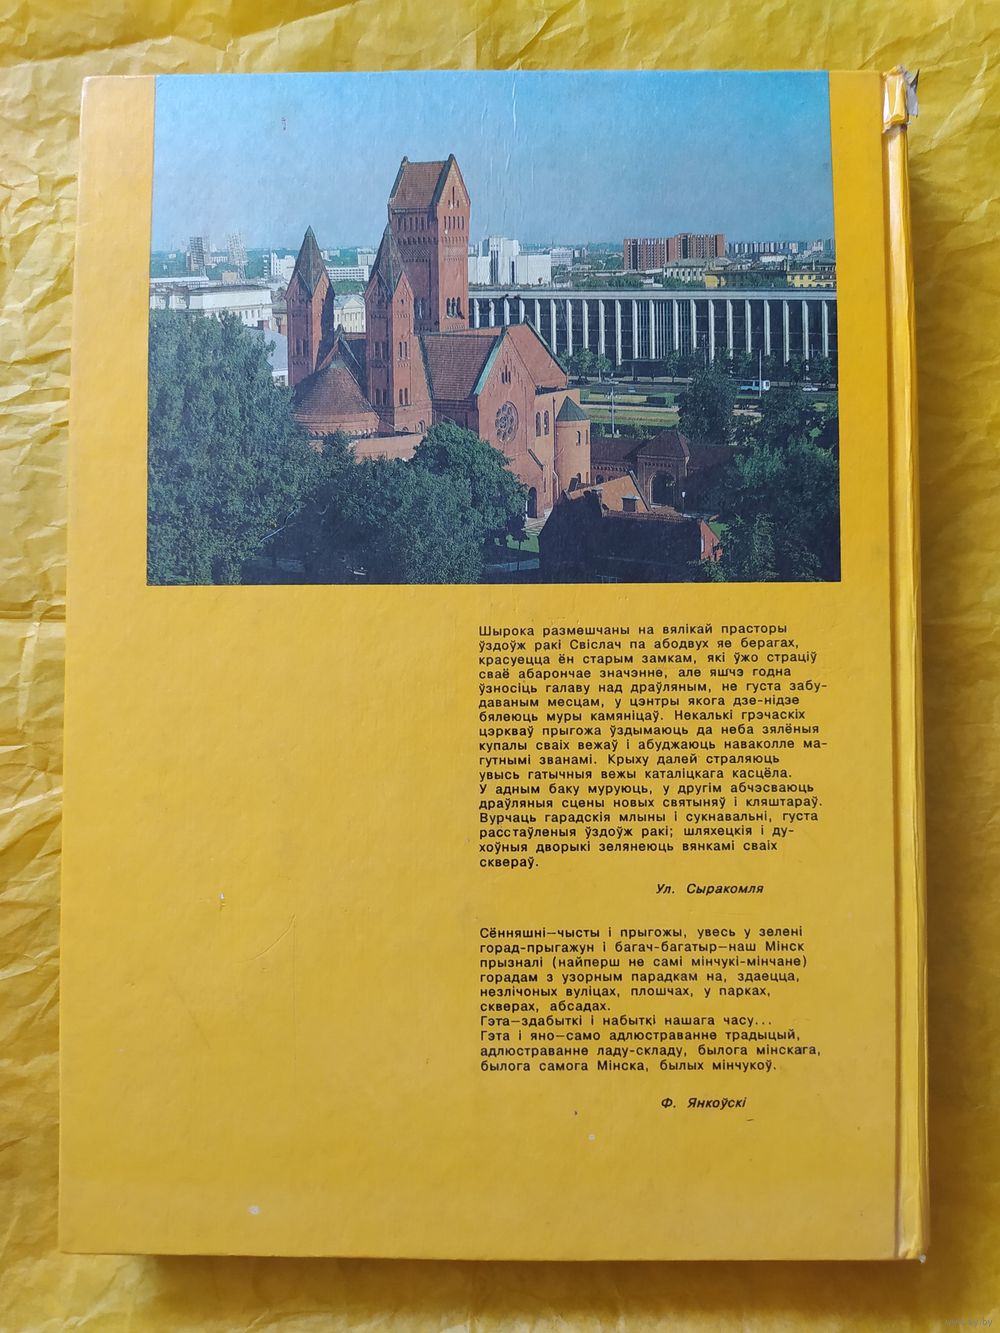 Шырока размешчаны на вялікай прасторы
ўздоўж ракі Свіслач па абодвух яе берагах,
красуецца ён старым замкам, які ўжо страціў
сваё абарончае значэнне, але яшчэ годна
ўзносіць галаву над драўляным, не густа забу-
даваным месцам, у цэнтры якога дзе-нідзе
бялеюць муры камяніцаў. Некалькі грэчаскіх
цэркваў прыгожа ўздымаюць да неба зялёныя
купалы сваіх вежаў і абуджаюць наваколле ма-
гутнымі званамі. Крыху далей страляюць
увысь гатычныя вежы каталіцкага касцёла.
У адным баку муруюць, у другім абчэсваюць
драўляныя сцены новых святыняў і кляштараў.
Вурчаць гарадскія млыны і сукнавальні, густа
расстаўленыя ўздоўж ракі; шляхецкія і ду-
хоўныя дворыкі зелянеюць вянкамі сваіх
сквераў.
Ул. Сыракомля
Сённяшні—чысты і прыгожы, увесь у зелені
горад-прыгажун і багач-багатыр—наш Мінск
прызналі (найперш не самі мінчукі-мінчане)
горадам з узорным парадкам на, здаецца,
незлічоных вуліцах, плошчах, у парках,
скверах, абсадах.
Гэта—здабыткі і набыткі нашага часу...
Гэта і яно—само адлюстраванне традыцый,
адлюстраванне ладу-складу, былога мінскага,
былога самога Мінска, былых мінчукоў.
Ф. Янкоўскі
www.ay.by